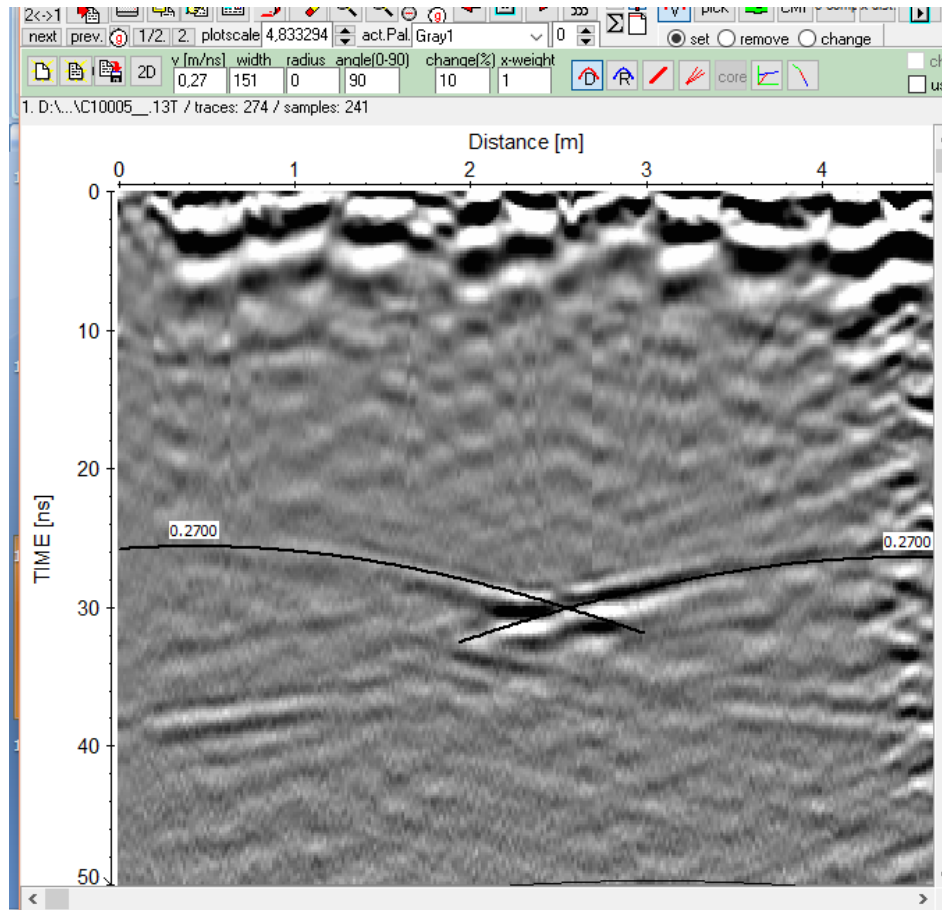 2<->1 pick CMP
next prev. (g) 1/2. 2. plotscale 4,833294 act.Pal. Gray1 0 Σ set remove change
v [m/ns] width radius angle(0-90) change(%) x-weight
2D 0,27 151 0 90 10 1 R core
1. D:\...\C10005__.13T / traces: 274 / samples: 241
Distance [m]
0 1 2 3 4
0
10
20
0.2700
0.2700
TIME [ns]
30
40
50